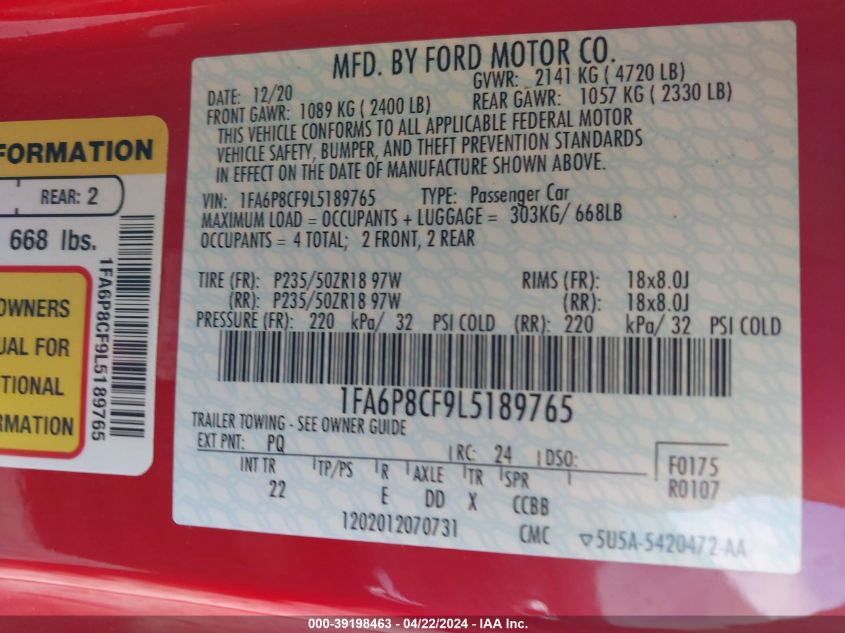 MFD. BY FORD MOTOR CO.
DATE: 12/20 GVWR: 2141 KG ( 4720 LB)
FRONT GAWR: 1089 KG ( 2400 LB) REAR GAWR: 1057 KG ( 2330 LB)
THIS VEHICLE CONFORMS TO ALL APPLICABLE FEDERAL MOTOR
VEHICLE SAFETY, BUMPER, AND THEFT PREVENTION STANDARDS
IN EFFECT ON THE DATE OF MANUFACTURE SHOWN ABOVE.
VIN: 1FA6P8CF9L5189765 TYPE: Passenger Car
MAXIMUM LOAD = OCCUPANTS + LUGGAGE = 303KG/ 668LB
OCCUPANTS = 4 TOTAL; 2 FRONT, 2 REAR
TIRE (FR): P235/50ZR18 97W RIMS (FR): 18x8.0J
(RR): P235/50ZR18 97W (RR): 18x8.0J
PRESSURE (FR): 220 kPa/ 32 PSI COLD (RR): 220 kPa/ 32 PSI COLD
1FA6P8CF9L5189765
TRAILER TOWING - SEE OWNER GUIDE
EXT PNT: PQ RC: 24 DSO: F0175
INT TR TP/PS R AXLE TR SPR R0107
22 E DD X CCBB
1202012070731 CMC ▽5U5A-5420472-AA
FORMATION
REAR: 2
668 lbs.
1FA6P8CF9L5189765
OWNERS
UAL FOR
TIONAL
RMATION
000-39198463 - 04/22/2024 - IAA Inc.